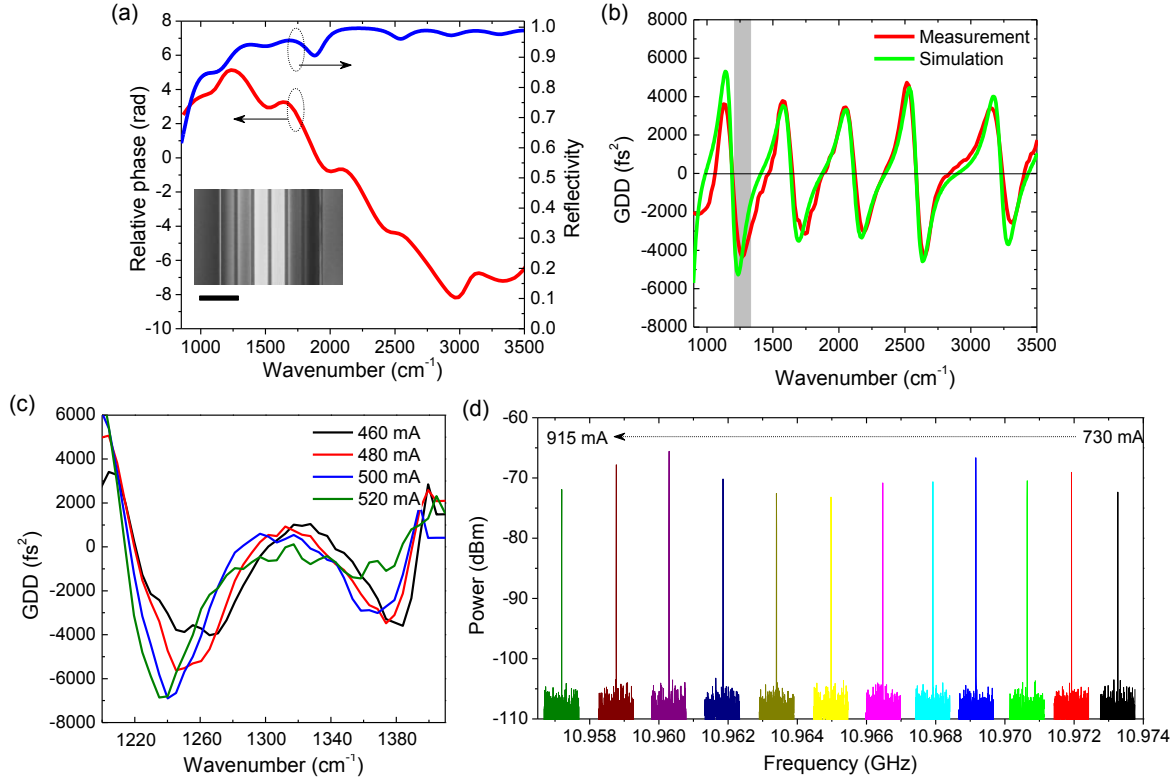 (a)
8
6
4
2
0
-2
-4
-6
-8
-10
Relative phase (rad)
1.0
0.9
0.8
0.7
0.6
0.5
0.4
0.3
0.2
0.1
0.0
Reflectivity
1000 1500 2000 2500 3000 3500
Wavenumber (cm⁻¹)
(b)
8000
6000
4000
2000
0
-2000
-4000
-6000
-8000
GDD (fs²)
Measurement
Simulation
1000 1500 2000 2500 3000 3500
Wavenumber (cm⁻¹)
(c)
6000
4000
2000
0
-2000
-4000
-6000
-8000
GDD (fs²)
460 mA
480 mA
500 mA
520 mA
1220 1260 1300 1340 1380
Wavenumber (cm⁻¹)
(d)
-60
-70
-80
-90
-100
-110
Power (dBm)
915 mA 730 mA
10.958 10.960 10.962 10.964 10.966 10.968 10.970 10.972 10.974
Frequency (GHz)